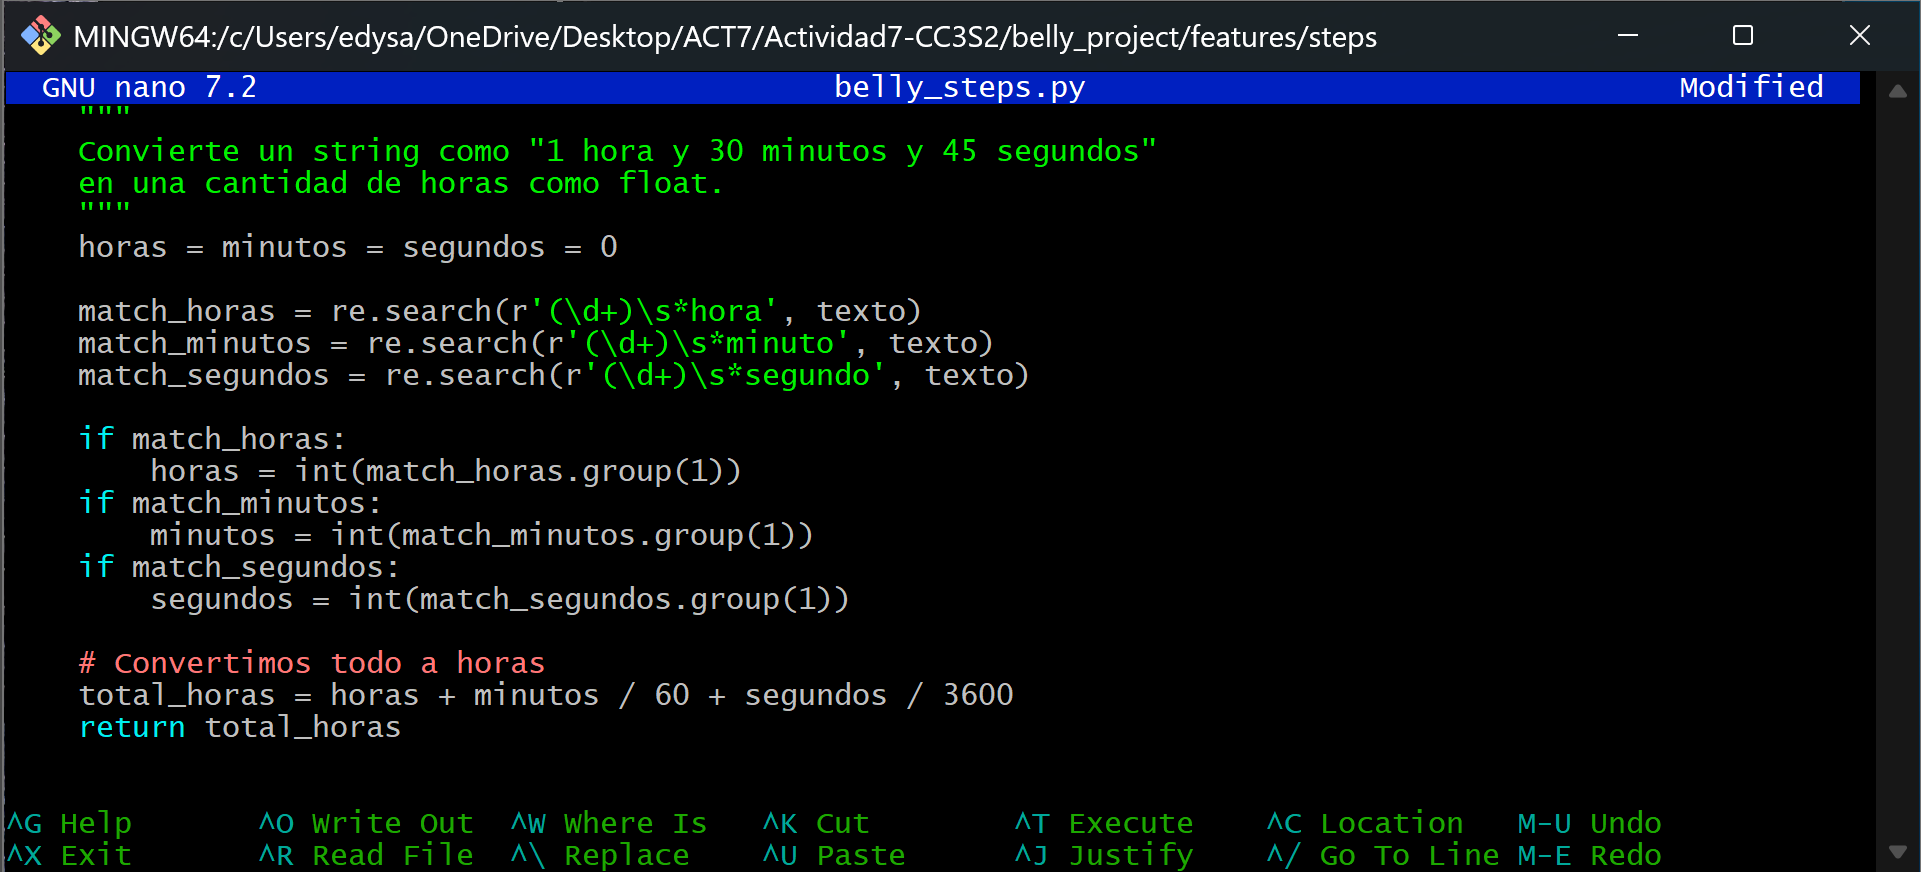 MINGW64:/c/Users/edysa/OneDrive/Desktop/ACT7/Actividad7-CC3S2/belly_project/features/steps
GNU nano 7.2 belly_steps.py Modified
"""
Convierte un string como "1 hora y 30 minutos y 45 segundos"
en una cantidad de horas como float.
"""
horas = minutos = segundos = 0
match_horas = re.search(r'(\d+)\s*hora', texto)
match_minutos = re.search(r'(\d+)\s*minuto', texto)
match_segundos = re.search(r'(\d+)\s*segundo', texto)
if match_horas:
horas = int(match_horas.group(1))
if match_minutos:
minutos = int(match_minutos.group(1))
if match_segundos:
segundos = int(match_segundos.group(1))
# Convertimos todo a horas
total_horas = horas + minutos / 60 + segundos / 3600
return total_horas
^G Help ^O Write Out ^W Where Is ^K Cut ^T Execute ^C Location M-U Undo
^X Exit ^R Read File ^\ Replace ^U Paste ^J Justify ^/ Go To Line M-E Redo